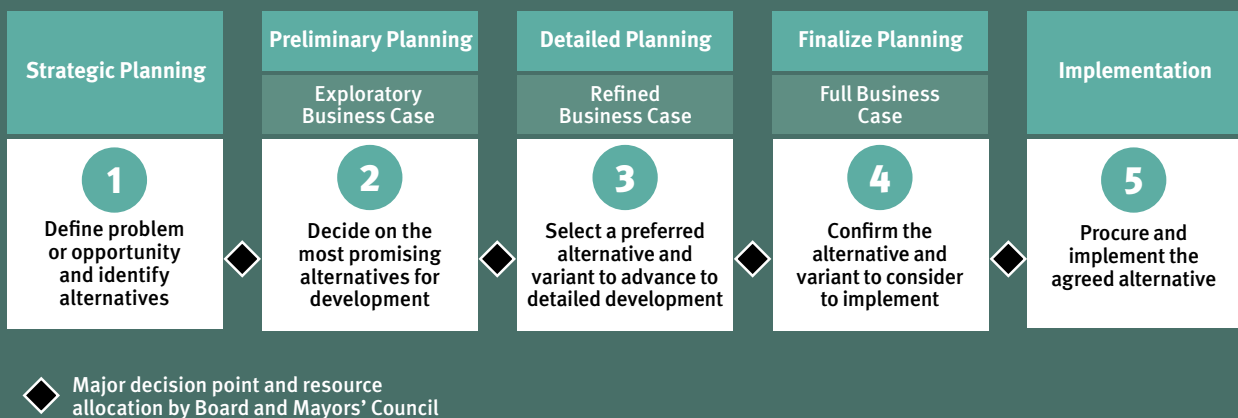 Strategic Planning
Preliminary Planning
Exploratory
Business Case
Detailed Planning
Refined
Business Case
Finalize Planning
Full Business
Case
Implementation
1
Define problem
or opportunity
and identify
alternatives
2
Decide on the
most promising
alternatives for
development
3
Select a preferred
alternative and
variant to advance to
detailed development
4
Confirm the
alternative and
variant to consider
to implement
5
Procure and
implement the
agreed alternative
Major decision point and resource
allocation by Board and Mayors’ Council